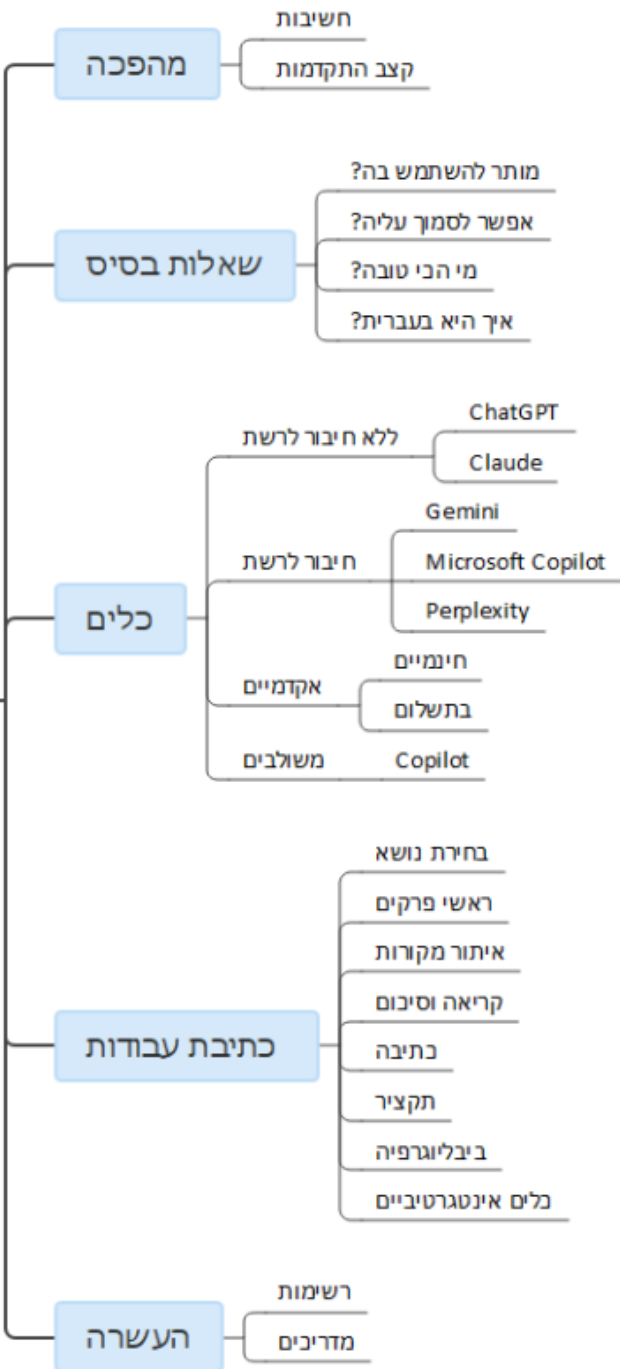 מהפכה
חשיבות
קצב התקדמות
שאלות בסיס
מותר להשתמש בה?
אפשר לסמוך עליה?
מי הכי טובה?
איך היא בעברית?
כלים
ללא חיבור לרשת
ChatGPT
Claude
חיבור לרשת
Gemini
Microsoft Copilot
Perplexity
אקדמיים
חינמיים
בתשלום
משולבים
Copilot
כתיבת עבודות
בחירת נושא
ראשי פרקים
איתור מקורות
קריאה וסיכום
כתיבה
תקציר
ביבליוגרפיה
כלים אינטגרטיביים
העשרה
רשימות
מדריכים